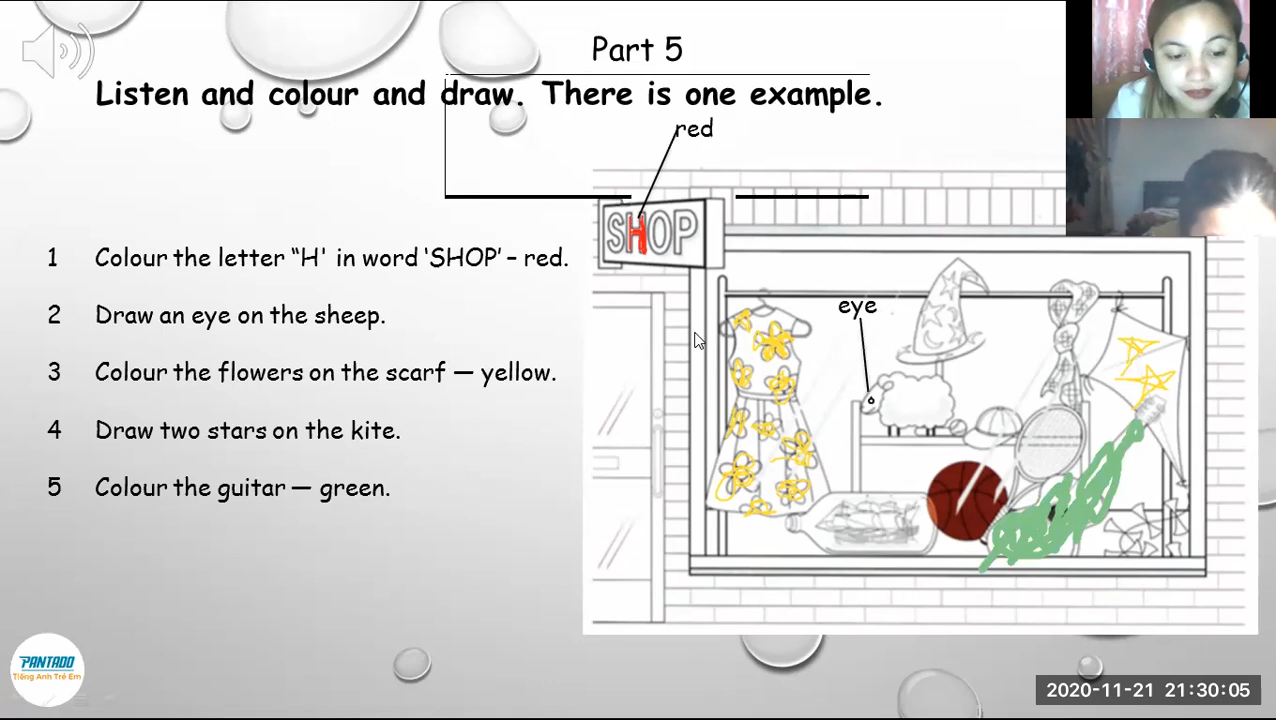 Part 5
Listen and colour and draw. There is one example.
red
SHOP
1 Colour the letter “H' in word ‘SHOP’ – red.
2 Draw an eye on the sheep.
eye
3 Colour the flowers on the scarf — yellow.
4 Draw two stars on the kite.
5 Colour the guitar — green.
PANTADO
Tiếng Anh Trẻ Em
2020-11-21 21:30:05